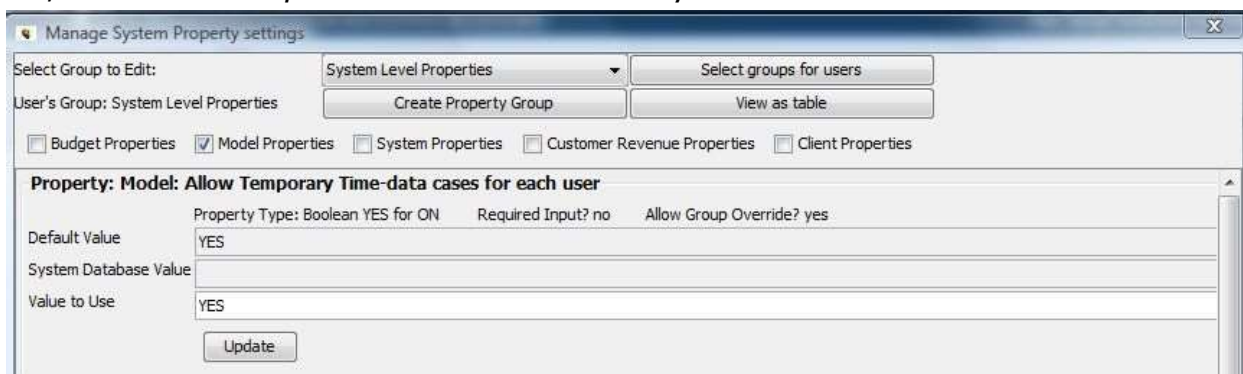 Manage System Property settings
Select Group to Edit: System Level Properties Select groups for users
User's Group: System Level Properties Create Property Group View as table
Budget Properties Model Properties System Properties Customer Revenue Properties Client Properties
Property: Model: Allow Temporary Time-data cases for each user
Property Type: Boolean YES for ON Required Input? no Allow Group Override? yes
Default Value YES
System Database Value
Value to Use YES
Update